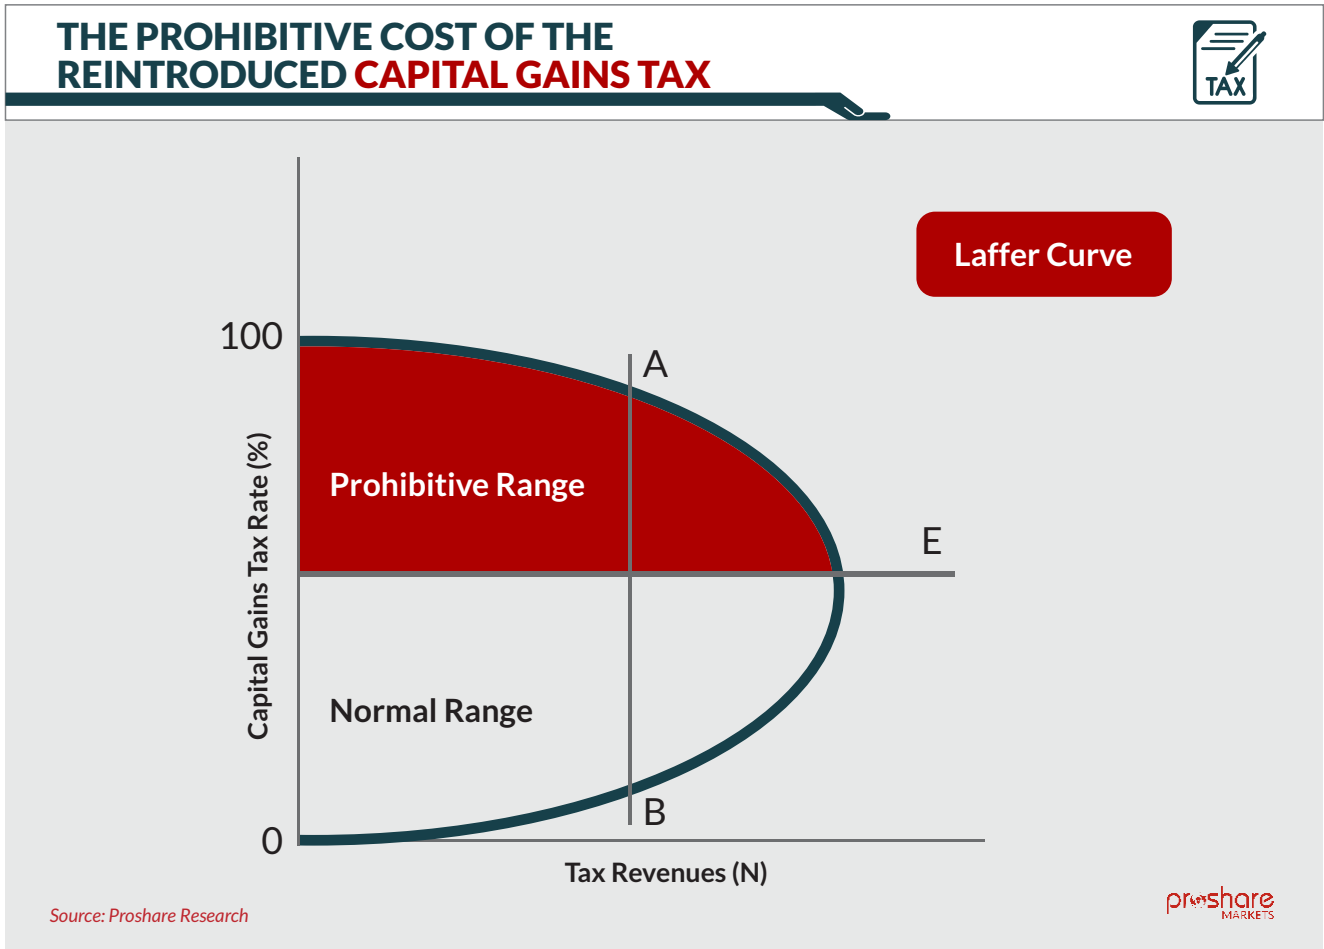 THE PROHIBITIVE COST OF THE
REINTRODUCED CAPITAL GAINS TAX
TAX
Laffer Curve
100
A
Capital Gains Tax Rate (%)
Prohibitive Range
E
Normal Range
B
0
Tax Revenues (N)
Source: Proshare Research
proshare
MARKETS